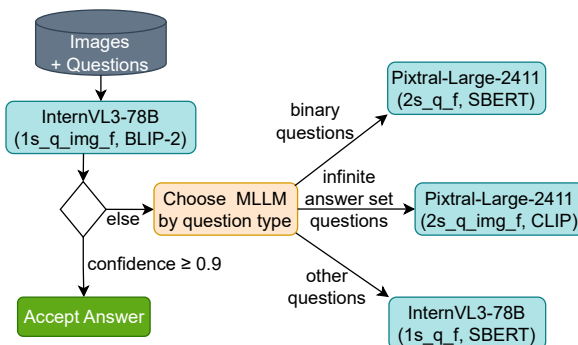 Images
+ Questions
InternVL3-78B
(1s_q_img_f, BLIP-2)
else
confidence ≥ 0.9
Accept Answer
Choose MLLM
by question type
binary
questions
Pixtral-Large-2411
(2s_q_f, SBERT)
infinite
answer set
questions
Pixtral-Large-2411
(2s_q_img_f, CLIP)
other
questions
InternVL3-78B
(1s_q_f, SBERT)